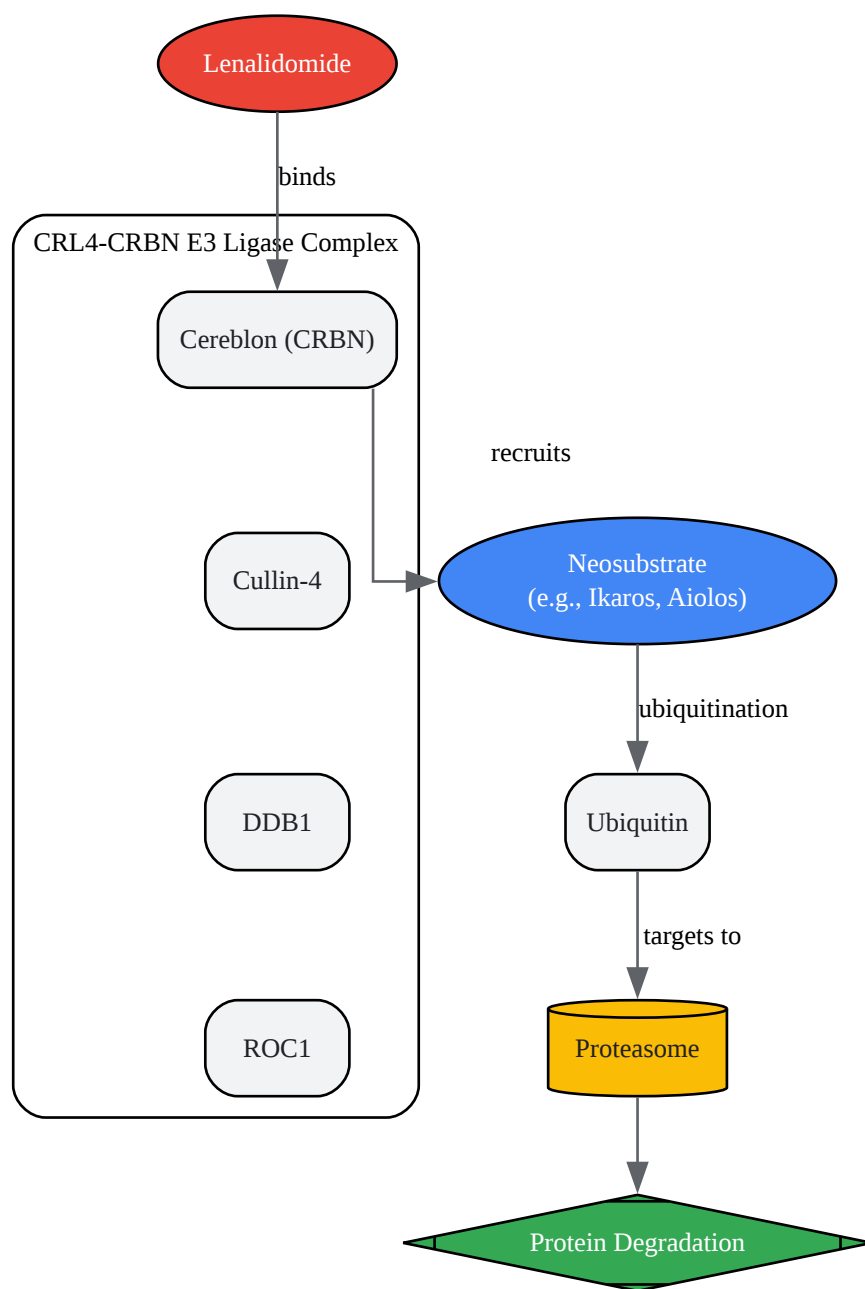 Lenalidomide
binds
CRL4-CRBN E3 Ligase Complex
Cereblon (CRBN)
recruits
Cullin-4
Neosubstrate
(e.g., Ikaros, Aiolos)
ubiquitination
DDB1
Ubiquitin
targets to
ROC1
Proteasome
Protein Degradation